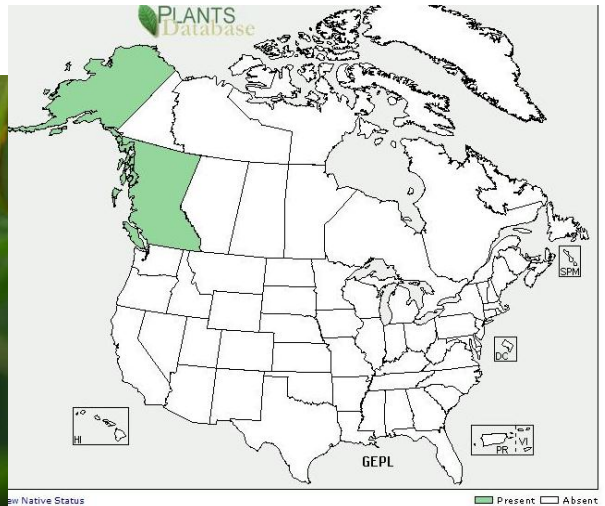 PLANTS
Database
SPM
DC
HI
PR
VI
GEPL
ew Native Status
Present
Absent